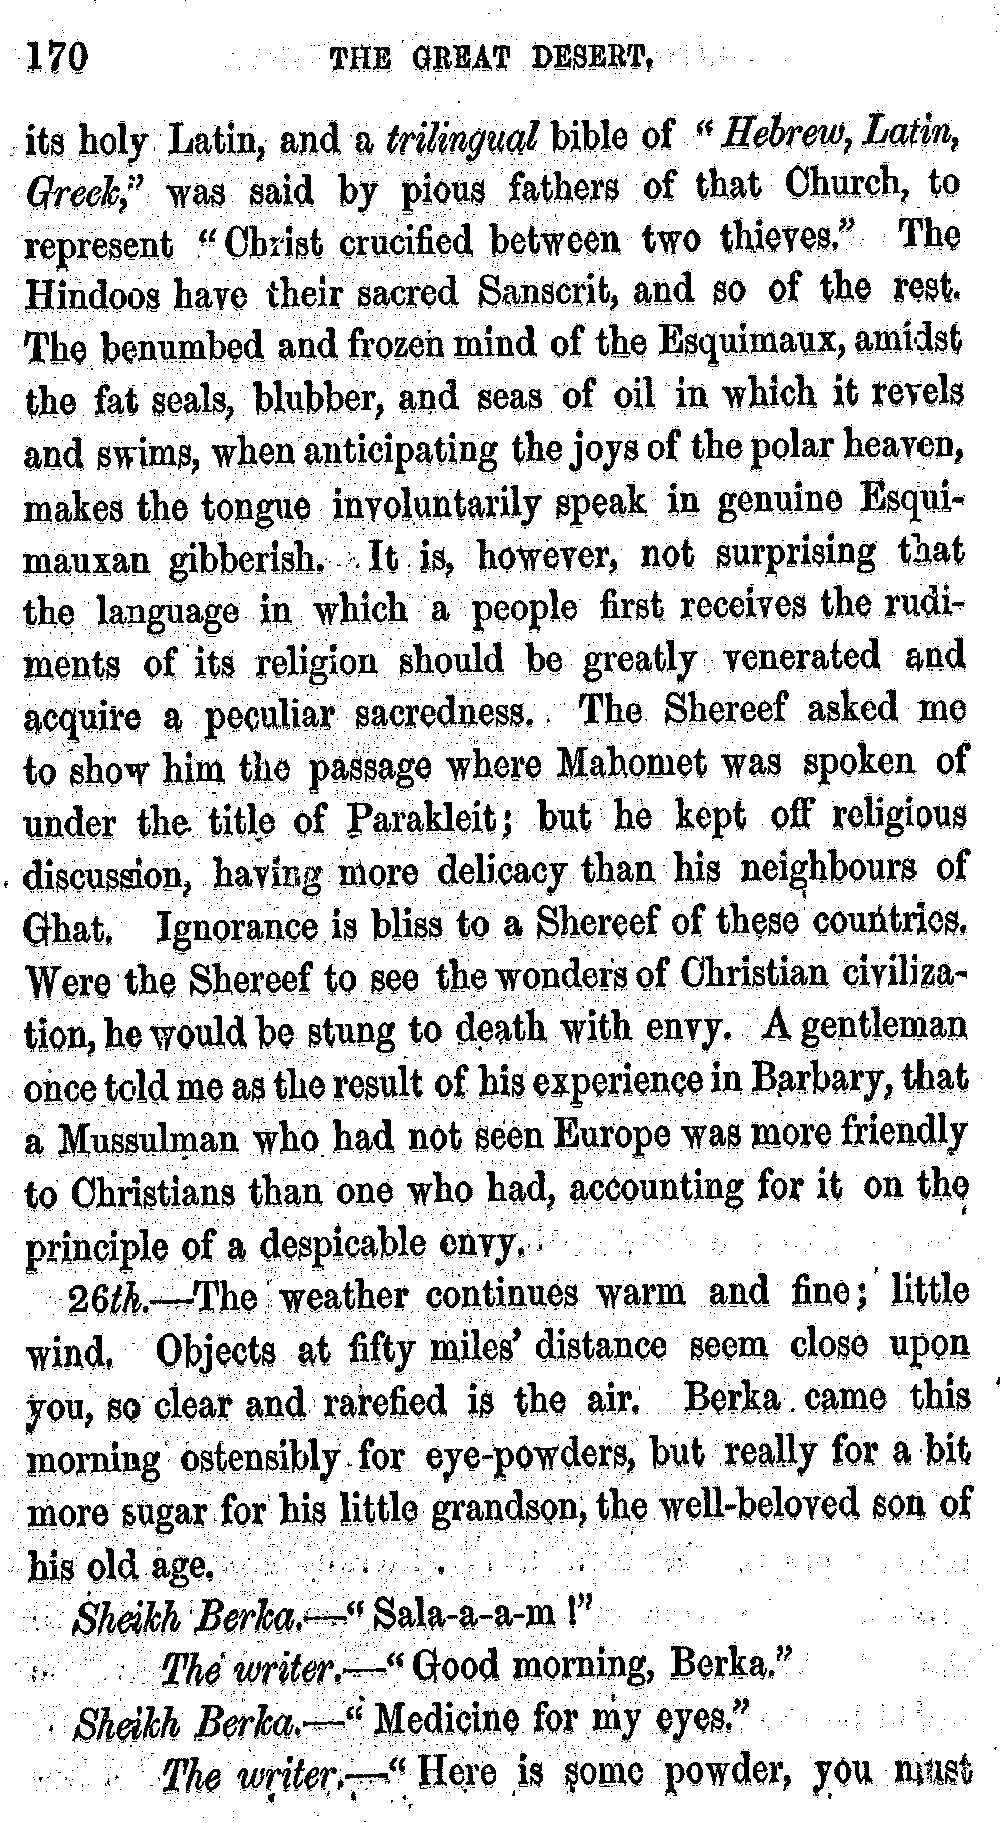 170 THE GREAT DESERT.
its holy Latin, and a trilingual bible of “Hebrew, Latin,
Greek,” was said by pious fathers of that Church, to
represent “Christ crucified between two thieves.” The
Hindoos have their sacred Sanscrit, and so of the rest.
The benumbed and frozen mind of the Esquimaux, amidst
the fat seals, blubber, and seas of oil in which it revels
and swims, when anticipating the joys of the polar heaven,
makes the tongue involuntarily speak in genuine Esqui-
mauxan gibberish. It is, however, not surprising that
the language in which a people first receives the rudi-
ments of its religion should be greatly venerated and
acquire a peculiar sacredness. The Shereef asked me
to show him the passage where Mahomet was spoken of
under the title of Parakleit; but he kept off religious
discussion, having more delicacy than his neighbours of
Ghat. Ignorance is bliss to a Shereef of these countries.
Were the Shereef to see the wonders of Christian civiliza-
tion, he would be stung to death with envy. A gentleman
once told me as the result of his experience in Barbary, that
a Mussulman who had not seen Europe was more friendly
to Christians than one who had, accounting for it on the
principle of a despicable envy.
26th.—The weather continues warm and fine; little
wind. Objects at fifty miles’ distance seem close upon
you, so clear and rarefied is the air. Berka came this
morning ostensibly for eye-powders, but really for a bit
more sugar for his little grandson, the well-beloved son of
his old age.
Sheikh Berka.—“Sala-a-a-m!”
The writer.—“Good morning, Berka.”
Sheikh Berka.—“Medicine for my eyes.”
The writer.—“Here is some powder, you must